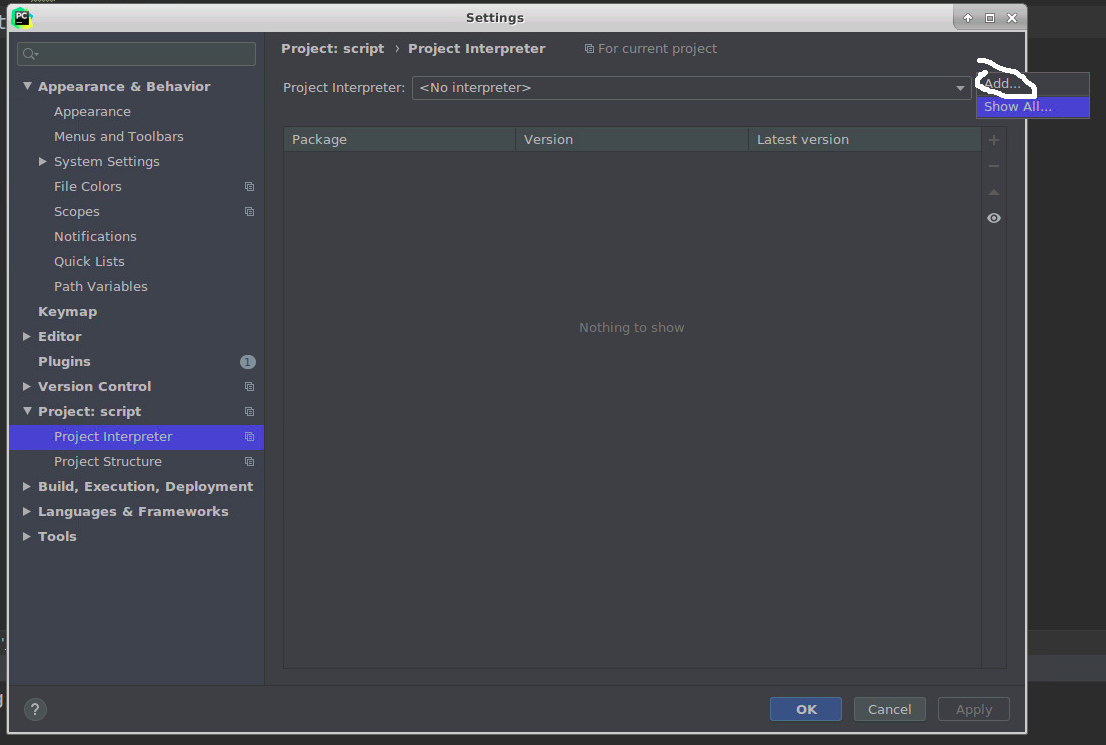 PC
Settings
Project: script › Project Interpreter For current project
Project Interpreter: <No interpreter>
Add...
Show All...
Appearance & Behavior
Appearance
Menus and Toolbars
System Settings
File Colors
Scopes
Notifications
Quick Lists
Path Variables
Keymap
Editor
Plugins 1
Version Control
Project: script
Project Interpreter
Project Structure
Build, Execution, Deployment
Languages & Frameworks
Tools
Package Version Latest version
Nothing to show
?
OK Cancel Apply